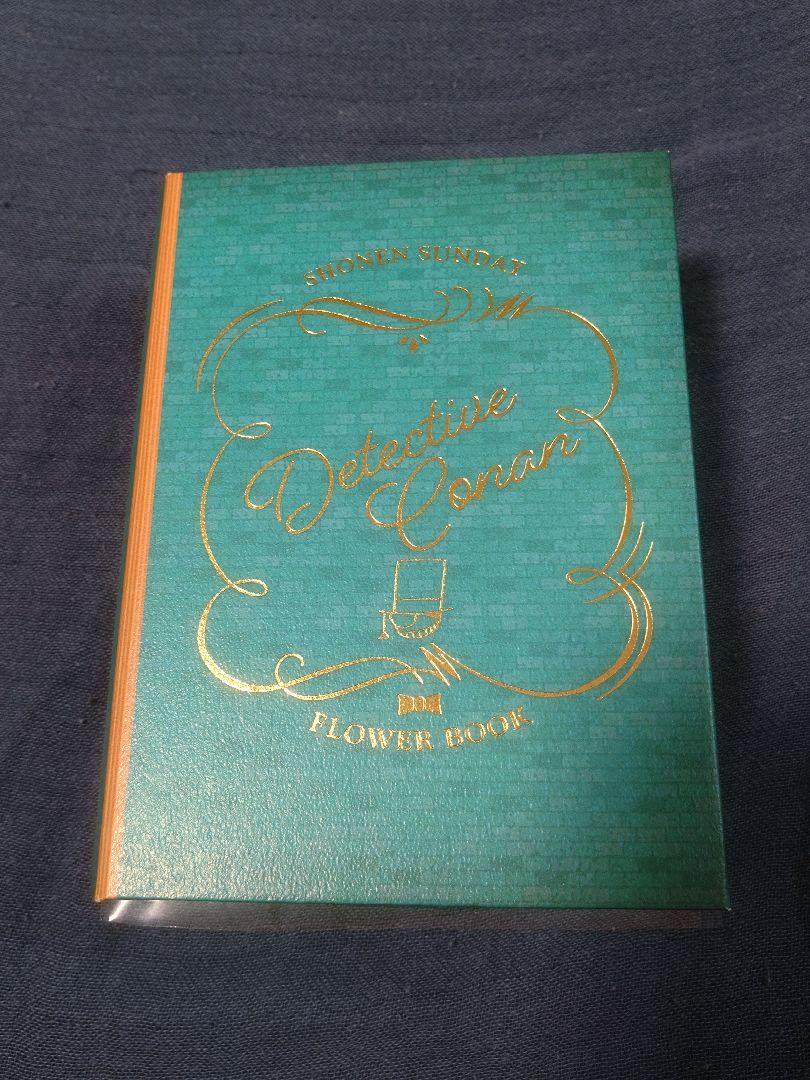 SHONEN SUNDAY
Detective
Conan
FLOWER BOOK